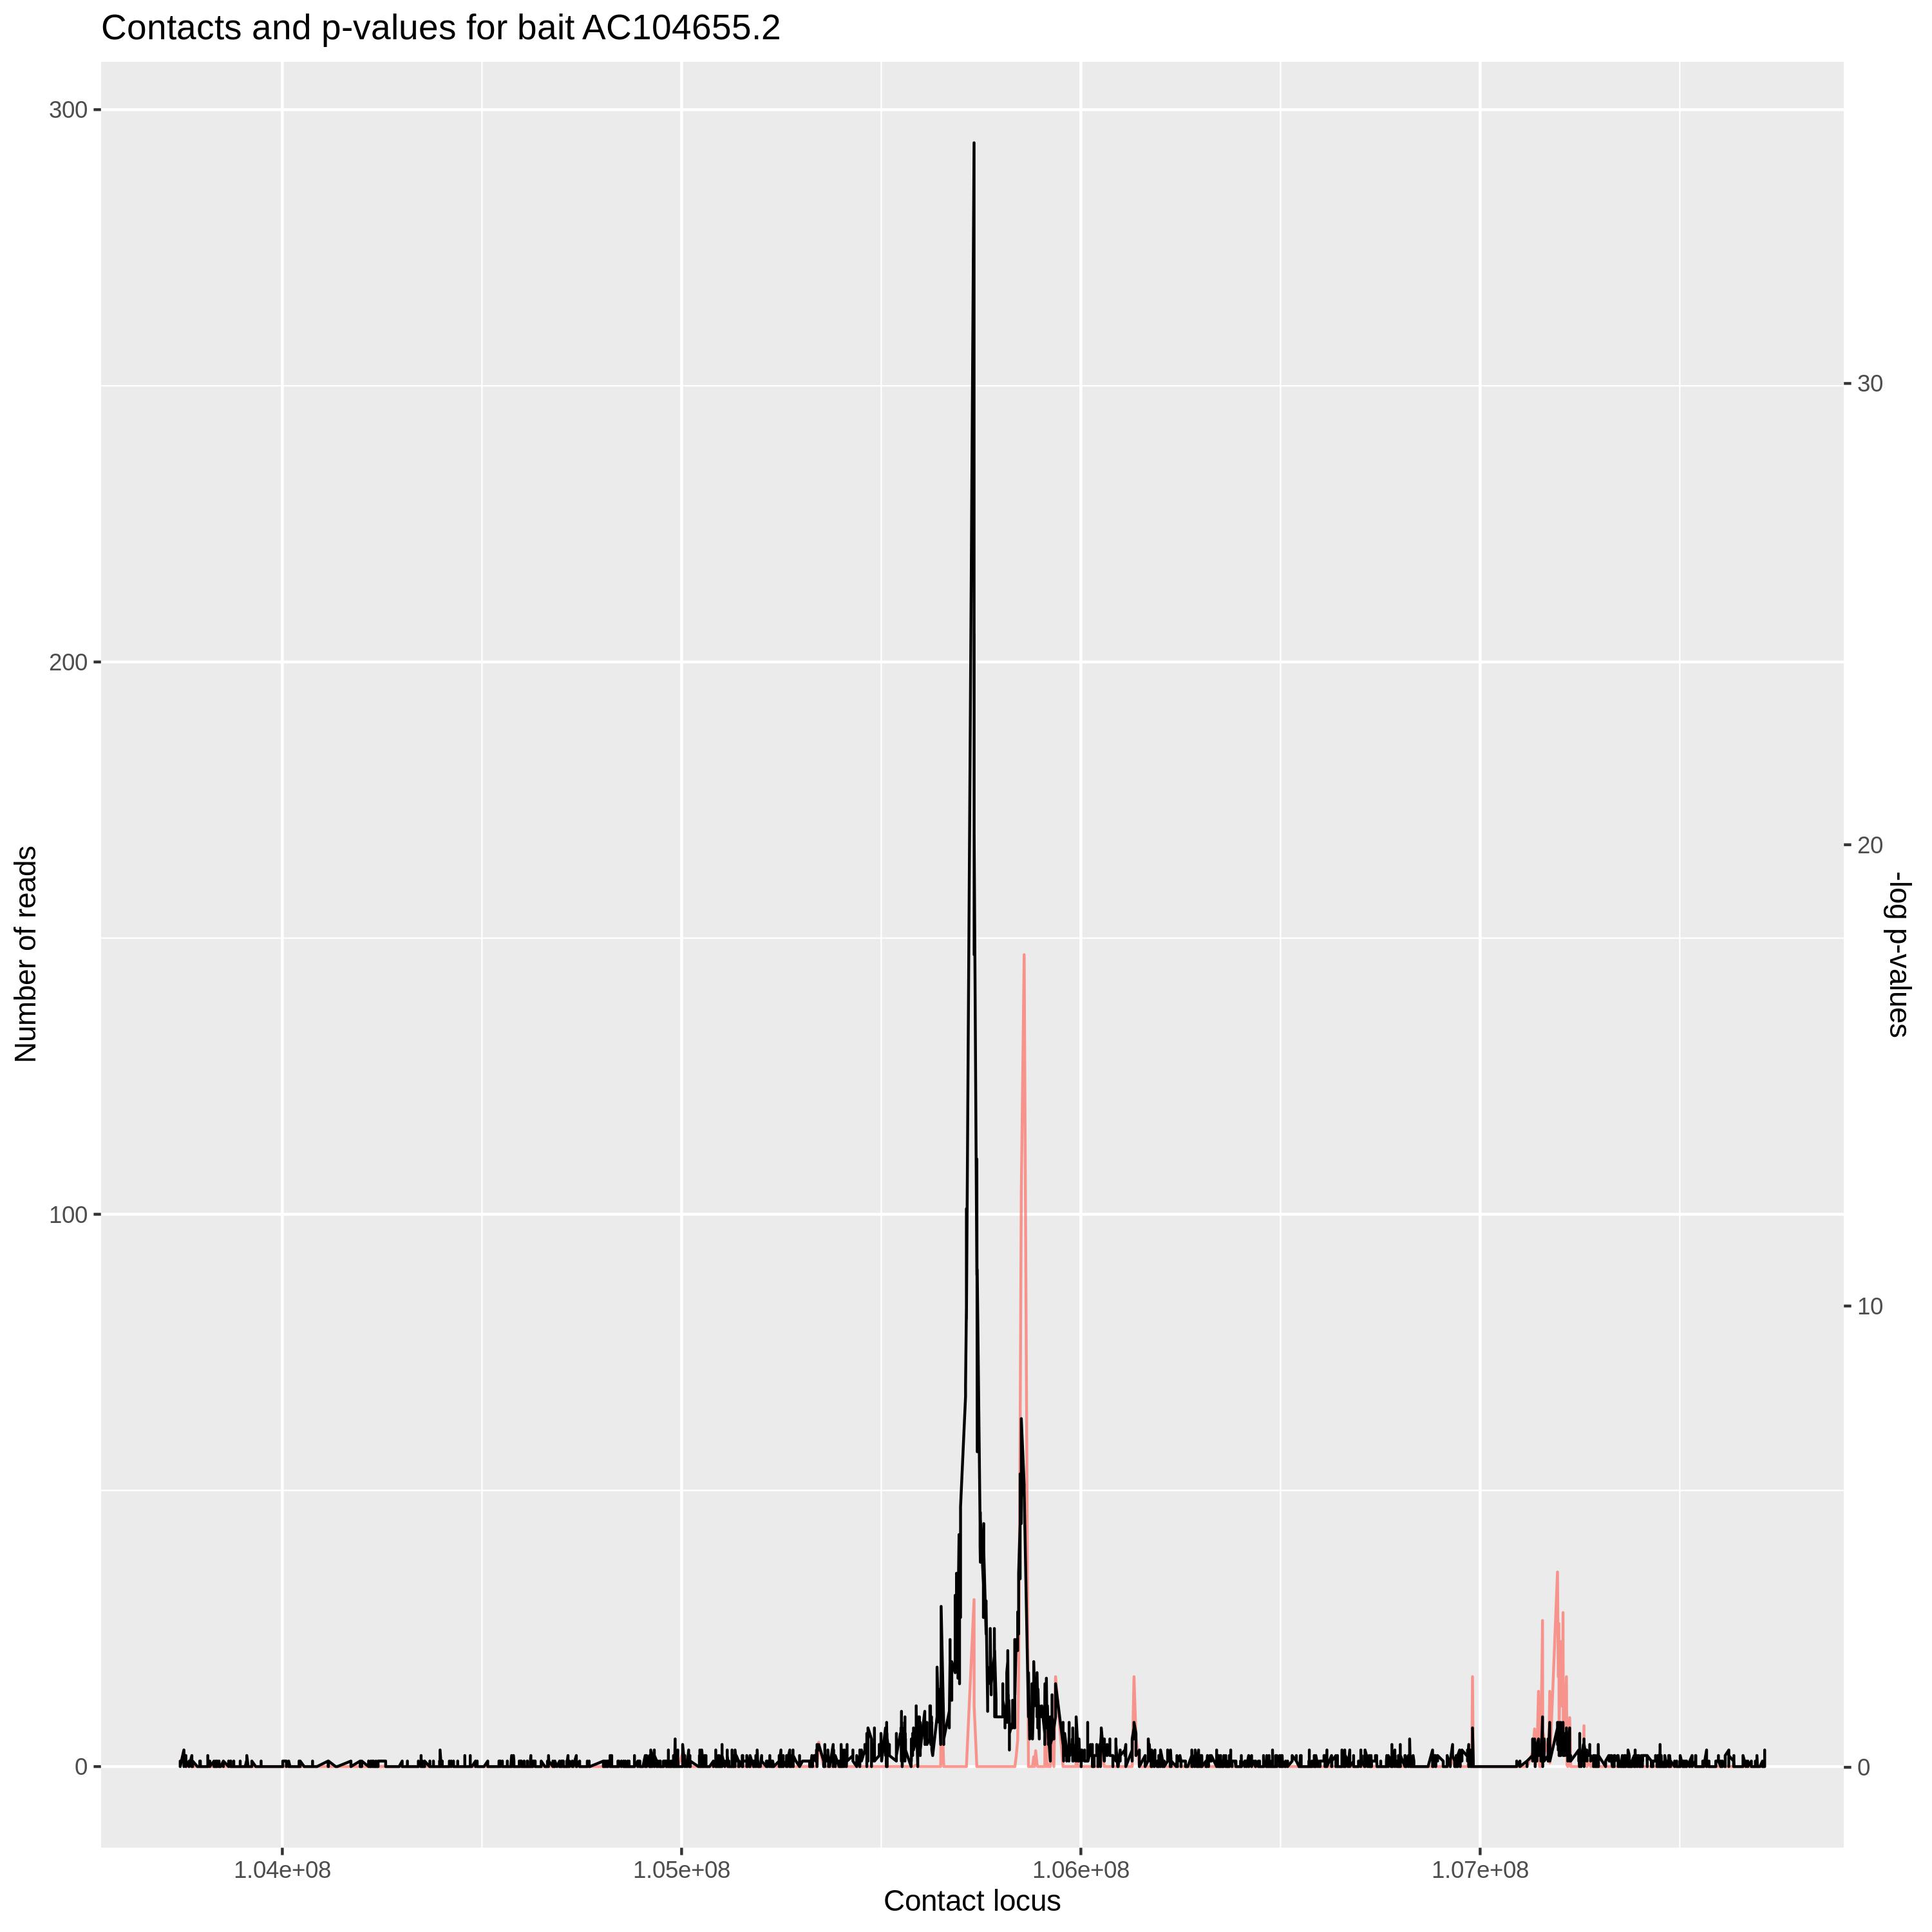 Contacts and p-values for bait AC104655.2
300
200
100
0
Number of reads
30
20
10
0
-log p-values
1.04e+08
1.05e+08
1.06e+08
1.07e+08
Contact locus